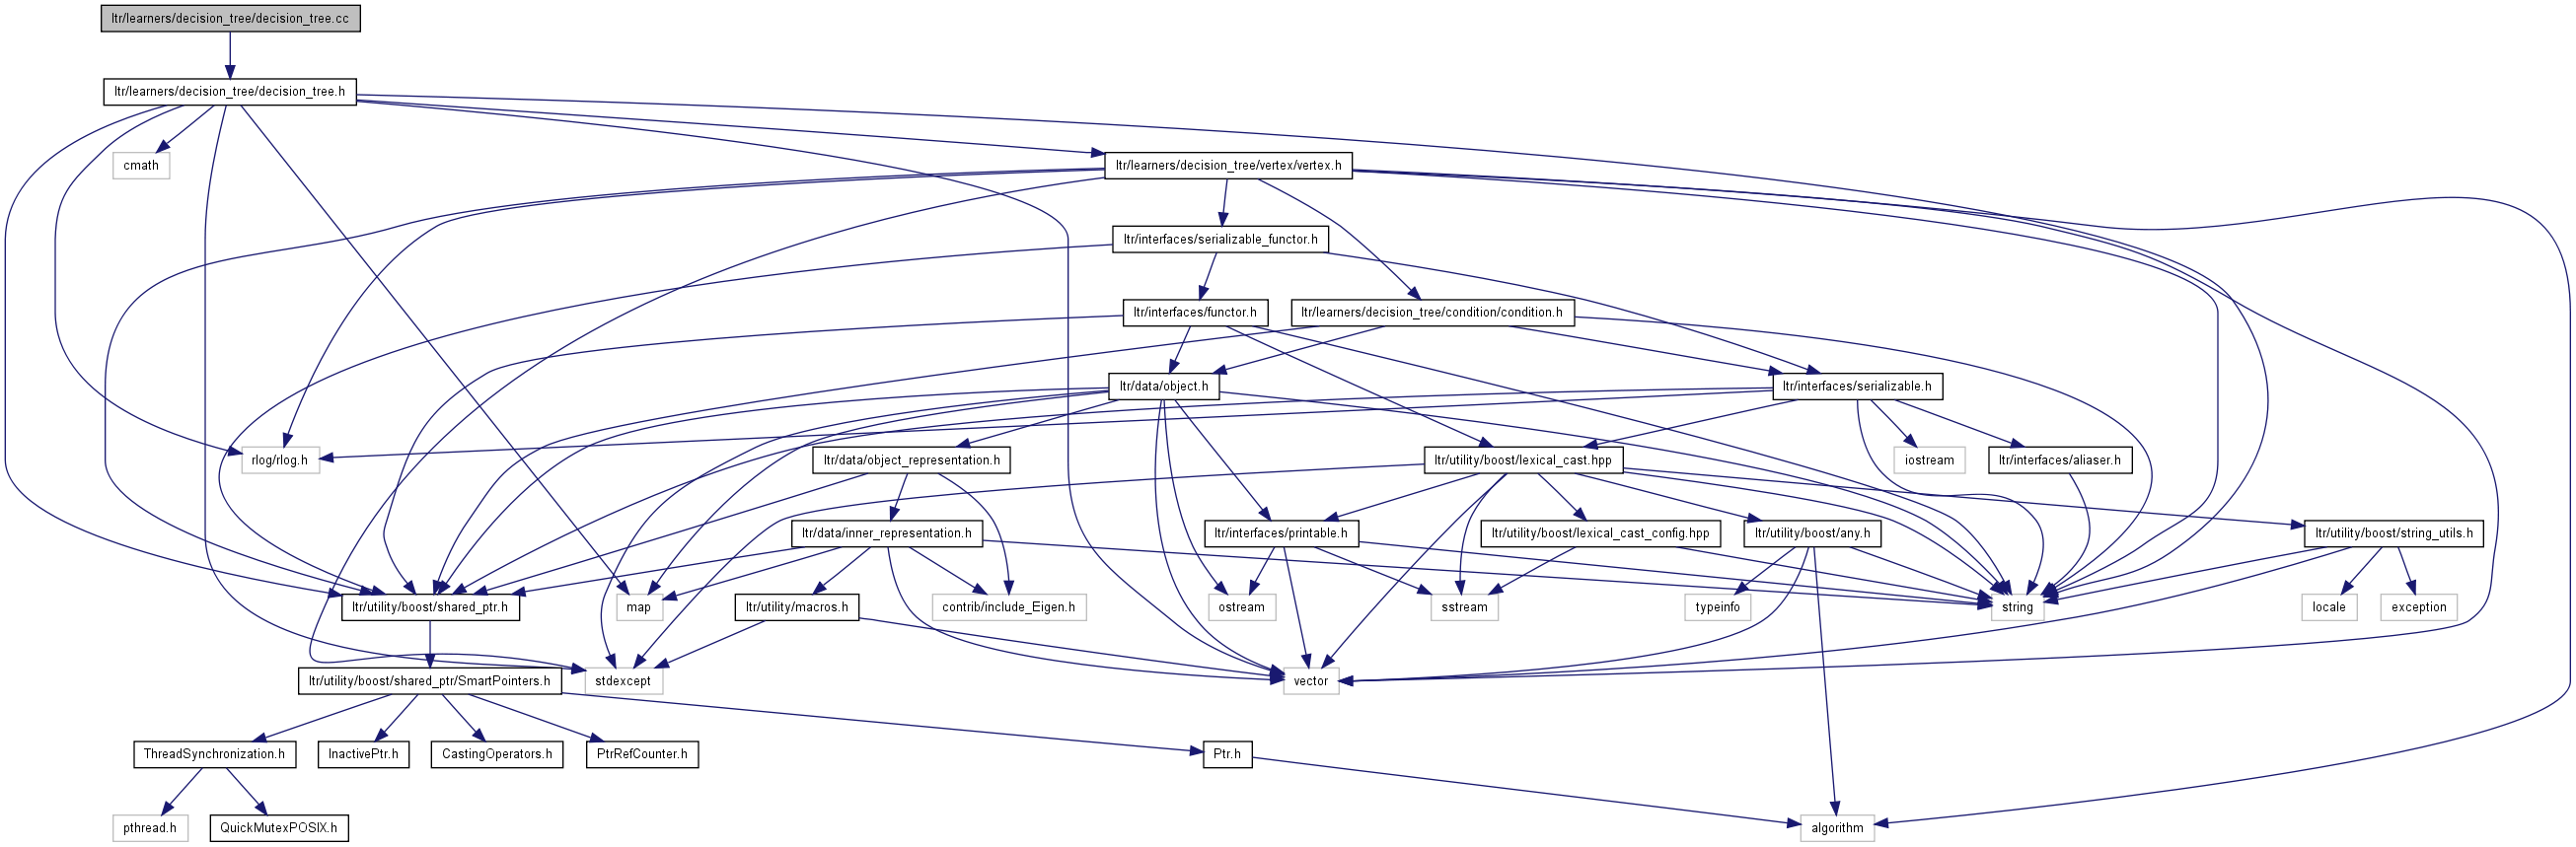 ltr/learners/decision_tree/decision_tree.cc
ltr/learners/decision_tree/decision_tree.h
cmath
ltr/learners/decision_tree/vertex/vertex.h
ltr/interfaces/serializable_functor.h
ltr/interfaces/functor.h
ltr/learners/decision_tree/condition/condition.h
ltr/data/object.h
ltr/interfaces/serializable.h
rlog/rlog.h
ltr/data/object_representation.h
ltr/utility/boost/lexical_cast.hpp
iostream
ltr/interfaces/aliaser.h
ltr/data/inner_representation.h
ltr/interfaces/printable.h
ltr/utility/boost/lexical_cast_config.hpp
ltr/utility/boost/any.h
ltr/utility/boost/string_utils.h
ltr/utility/boost/shared_ptr.h
map
ltr/utility/macros.h
contrib/include_Eigen.h
ostream
sstream
typeinfo
string
locale
exception
ltr/utility/boost/shared_ptr/SmartPointers.h
stdexcept
vector
ThreadSynchronization.h
InactivePtr.h
CastingOperators.h
PtrRefCounter.h
Ptr.h
pthread.h
QuickMutexPOSIX.h
algorithm